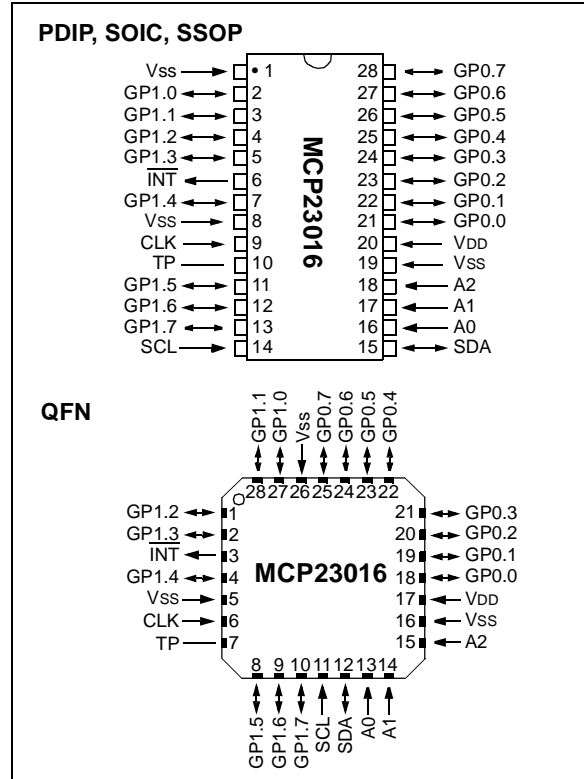 PDIP, SOIC, SSOP
VSS 1 28 GP0.7
GP1.0 2 27 GP0.6
GP1.1 3 26 GP0.5
GP1.2 4 25 GP0.4
GP1.3 5 24 GP0.3
INT 6 23 GP0.2
GP1.4 7 22 GP0.1
VSS 8 21 GP0.0
CLK 9 20 VDD
TP 10 19 VSS
GP1.5 11 18 A2
GP1.6 12 17 A1
GP1.7 13 16 A0
SCL 14 15 SDA
MCP23016
QFN
GP1.1 GP1.0 VSS GP0.7 GP0.6 GP0.5 GP0.4
28 27 26 25 24 23 22
GP1.2 1 21 GP0.3
GP1.3 2 20 GP0.2
INT 3 19 GP0.1
GP1.4 4 18 GP0.0
VSS 5 17 VDD
CLK 6 16 VSS
TP 7 15 A2
MCP23016
8 9 10 11 12 13 14
GP1.5 GP1.6 GP1.7 SCL SDA A0 A1